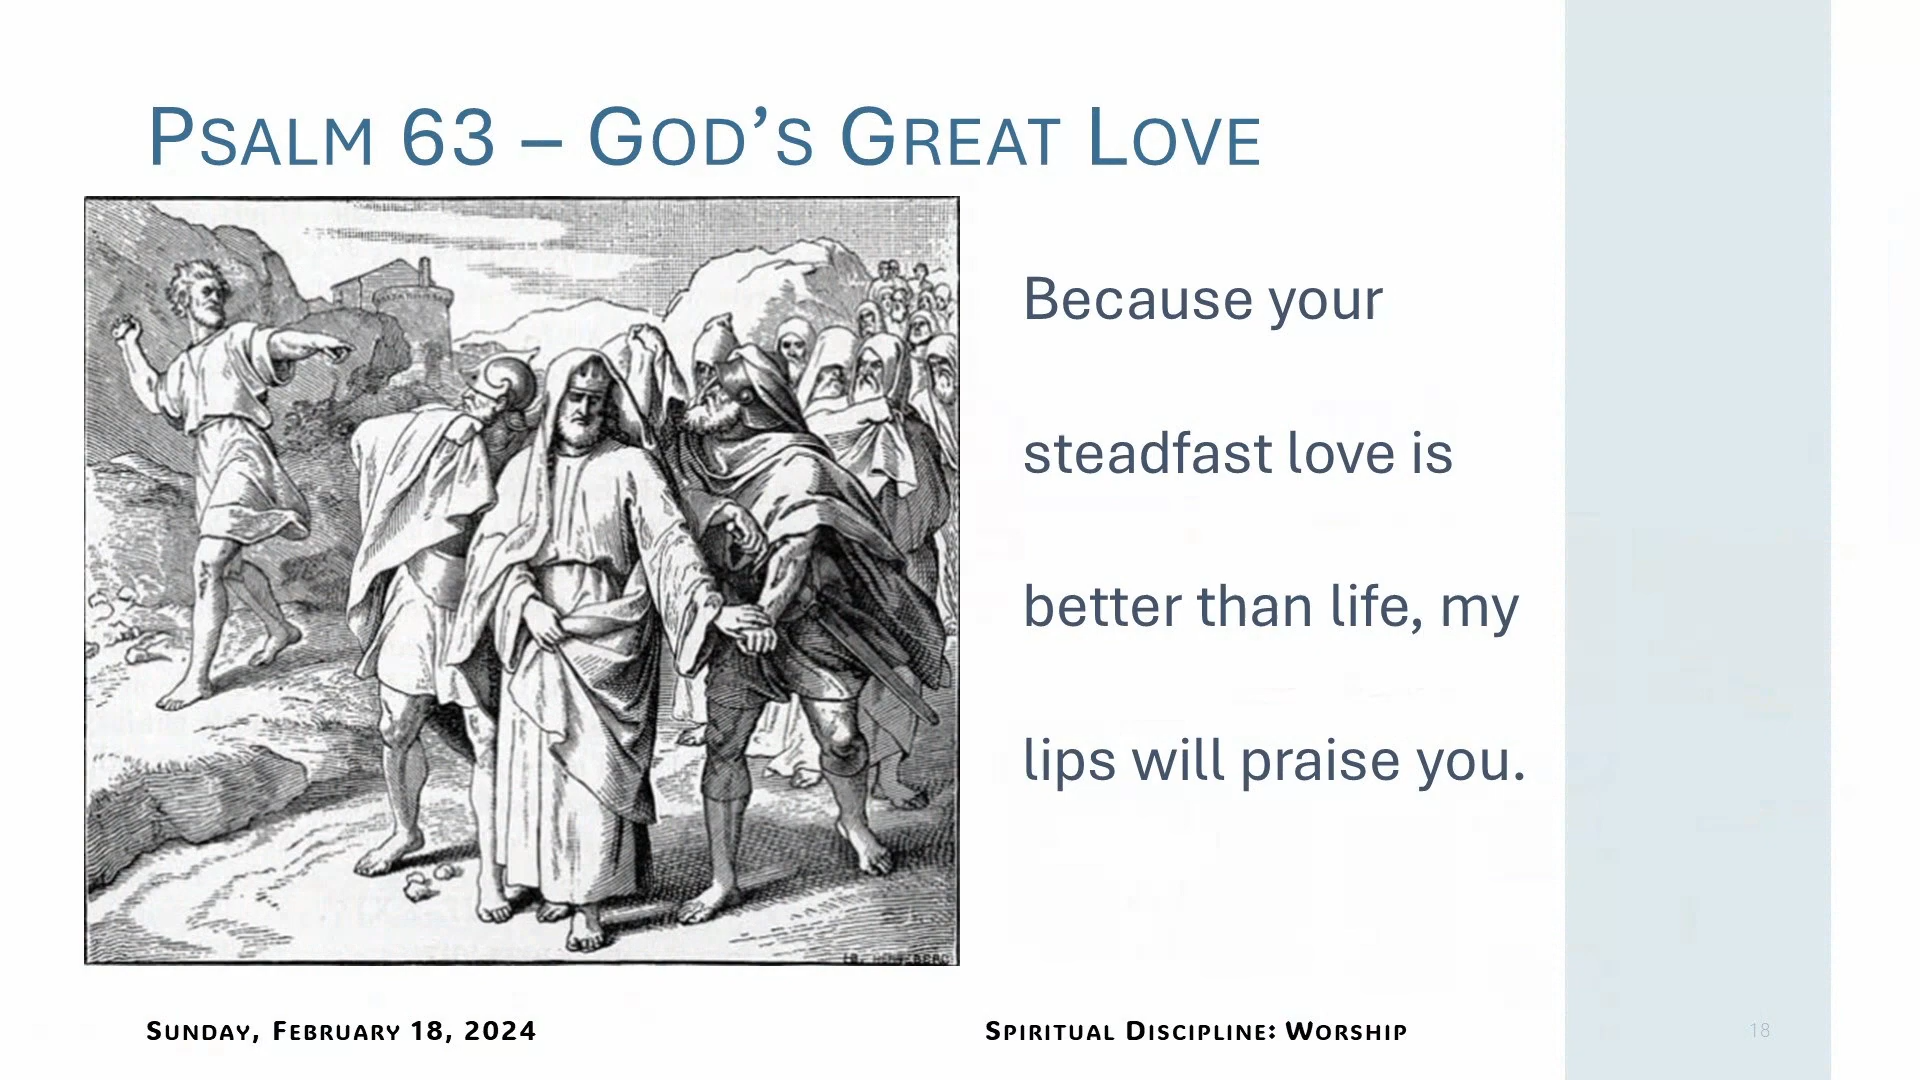 Psalm 63 – God’s Great Love
Because your
steadfast love is
better than life, my
lips will praise you.
Sunday, February 18, 2024
Spiritual Discipline: Worship
18